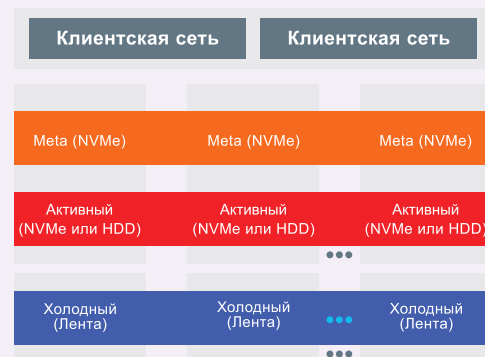 Клиентская сеть Клиентская сеть
Meta (NVMe) Meta (NVMe) Meta (NVMe)
Активный Активный Активный
(NVMe или HDD) (NVMe или HDD) (NVMe или HDD)
Холодный Холодный Холодный
(Лента) (Лента) (Лента)